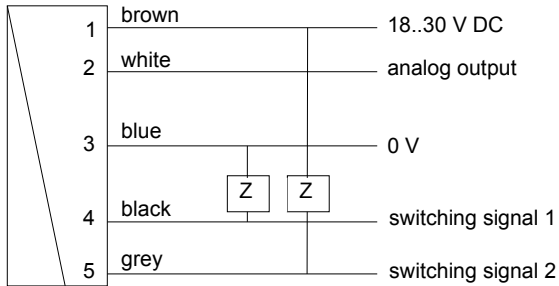 1 brown 18..30 V DC
2 white analog output
3 blue 0 V
Z Z
4 black switching signal 1
5 grey switching signal 2